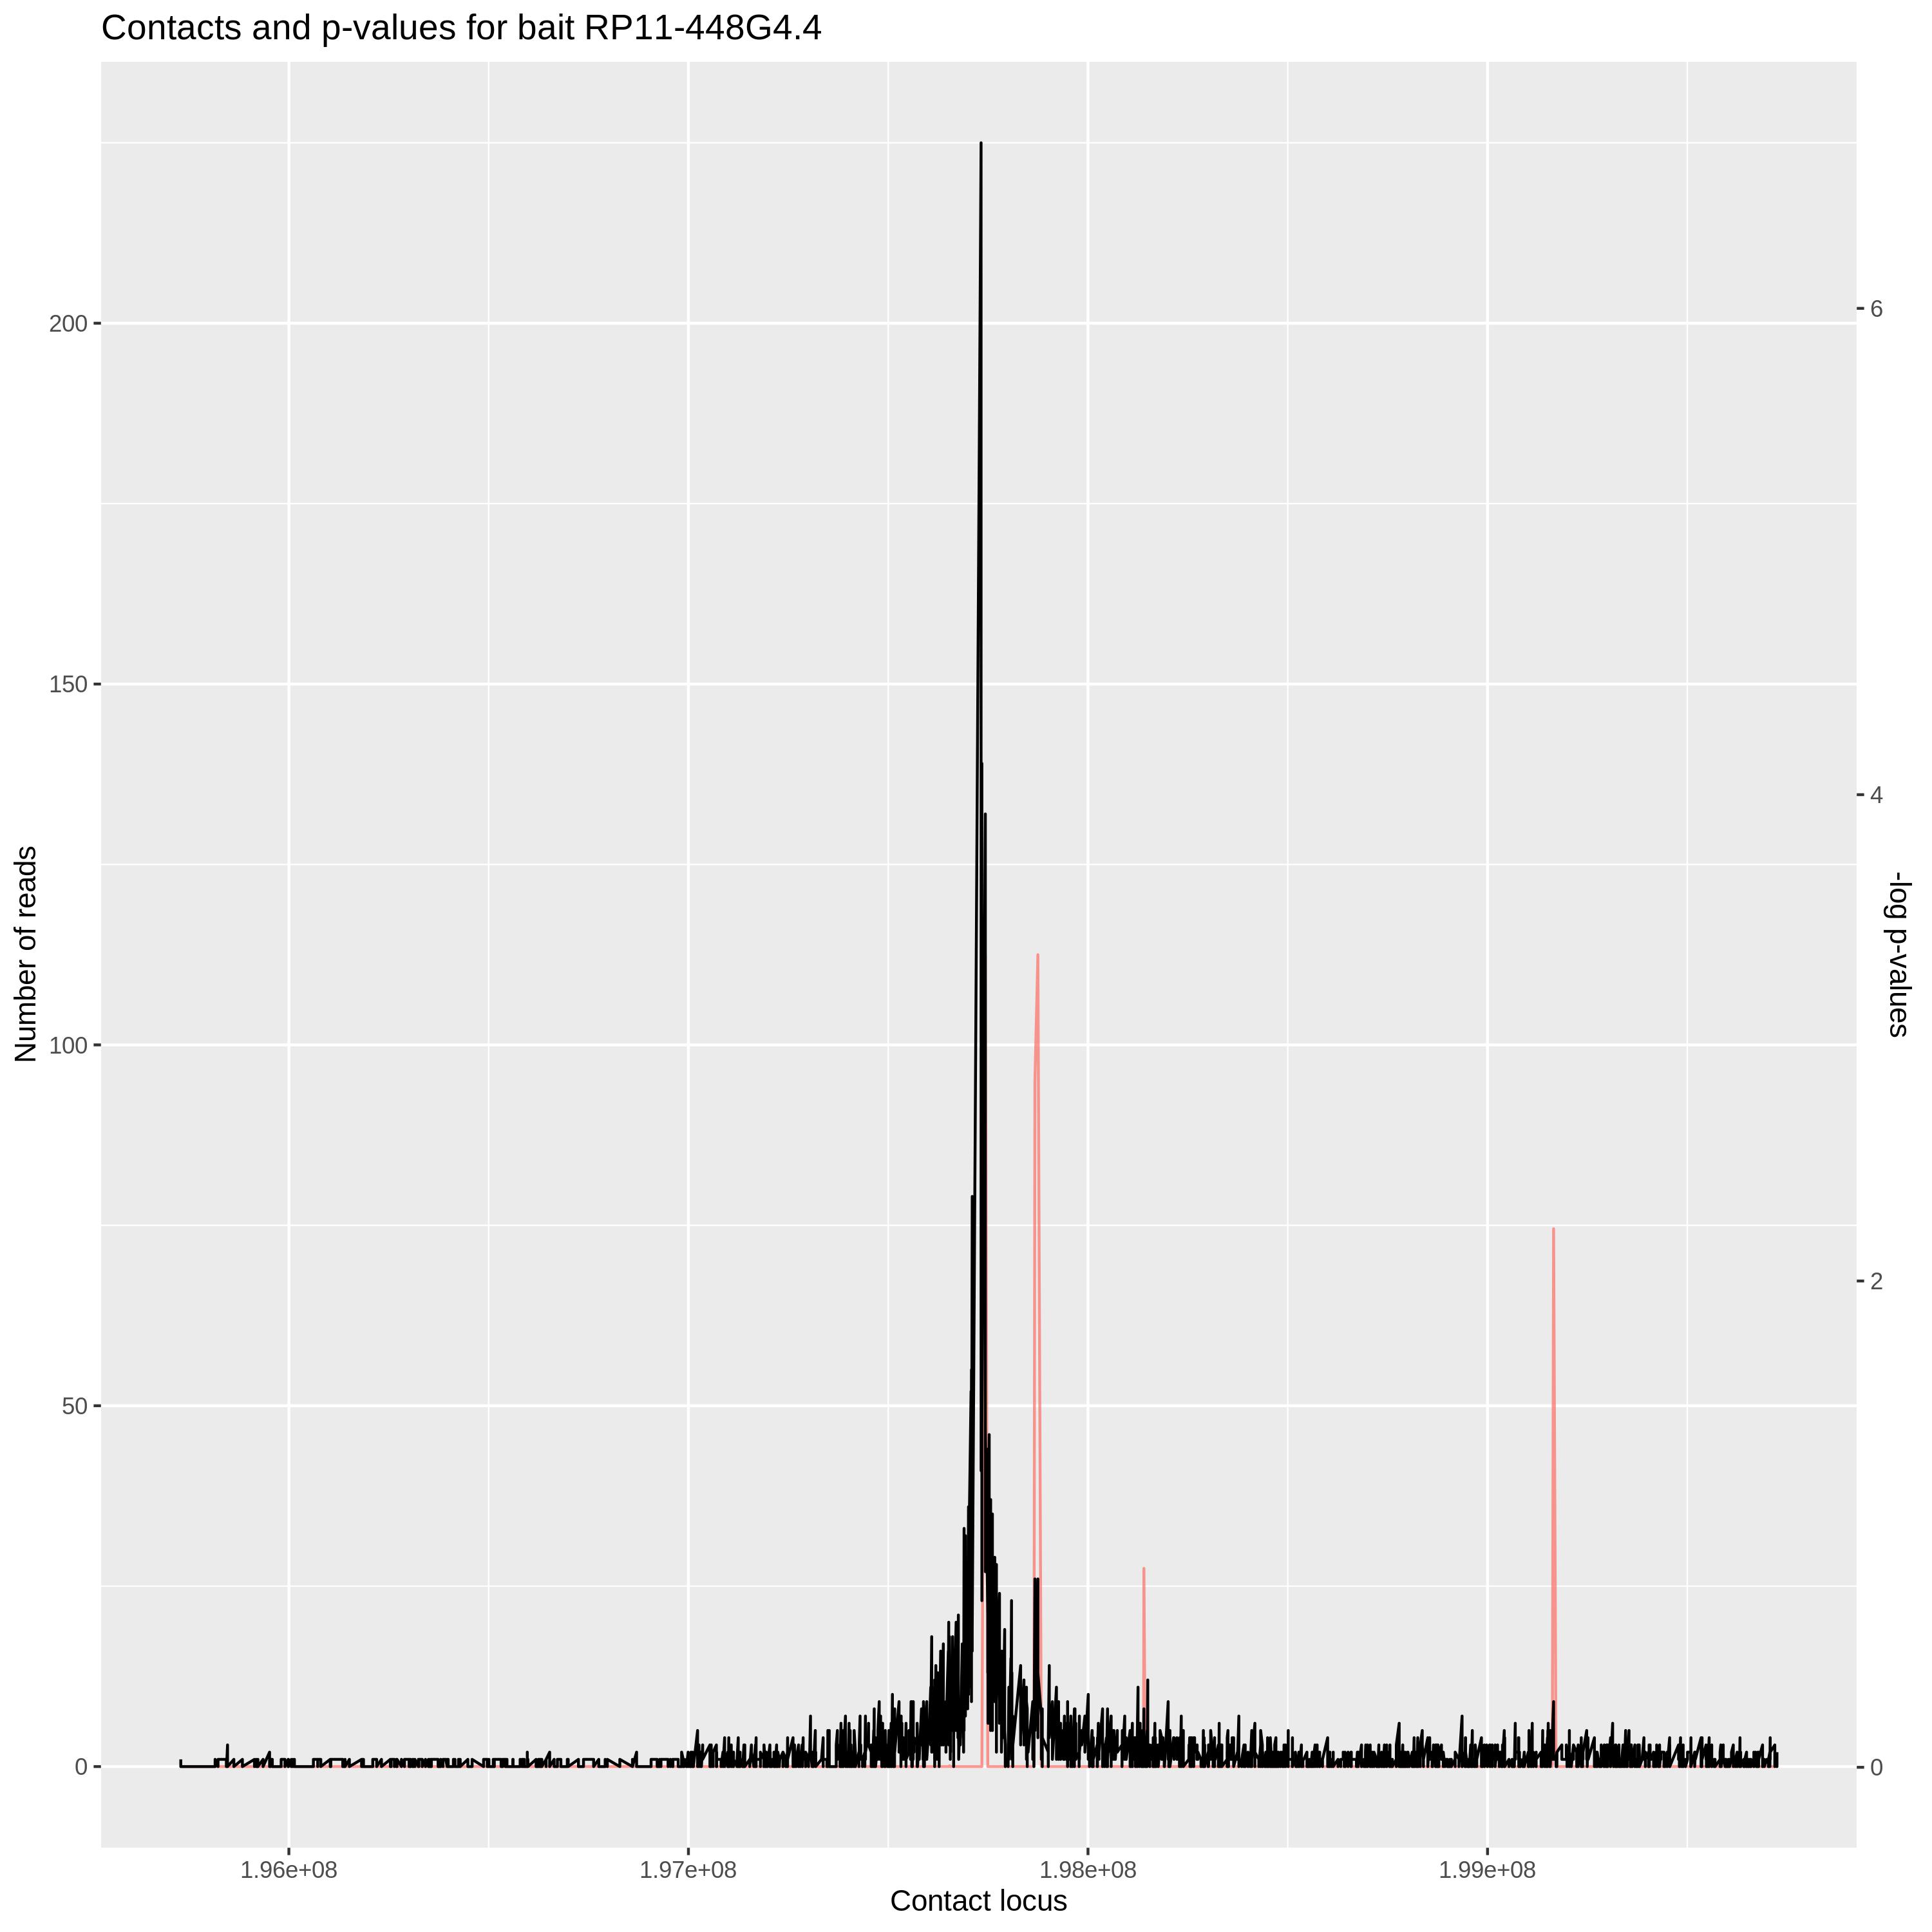 Contacts and p-values for bait RP11-448G4.4
200
150
100
50
0
Number of reads
6
4
2
0
-log p-values
1.96e+08
1.97e+08
1.98e+08
1.99e+08
Contact locus